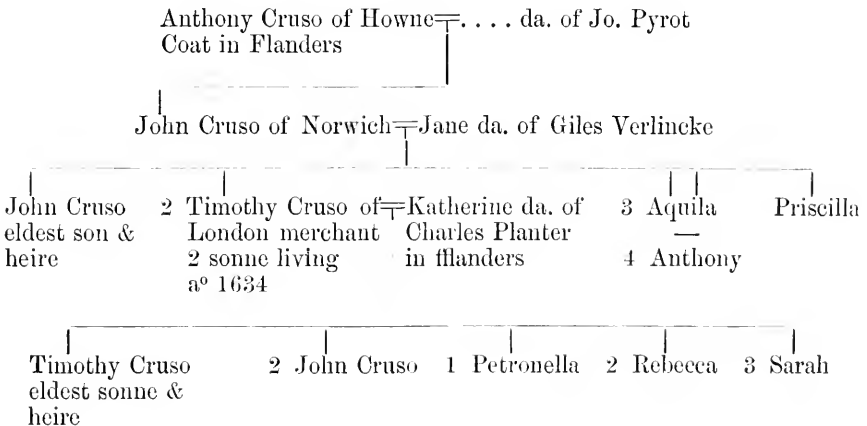 Anthony Cruso of Howne=. . . . da. of Jo. Pyrot
Coat in Flanders
John Cruso of Norwich=Jane da. of Giles Verlincke
John Cruso 2 Timothy Cruso of=Katherine da. of 3 Aquila Priscilla
eldest son & London merchant Charles Planter —
heire 2 sonne living in fflanders 4 Anthony
aº 1634
Timothy Cruso 2 John Cruso 1 Petronella 2 Rebecca 3 Sarah
eldest sonne &
heire